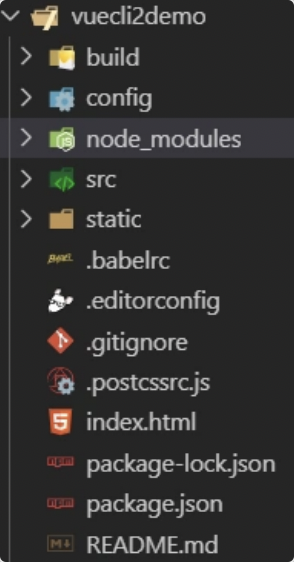 vuecli2demo
build
config
node_modules
src
static
.babelrc
.editorconfig
.gitignore
.postcssrc.js
index.html
package-lock.json
package.json
README.md